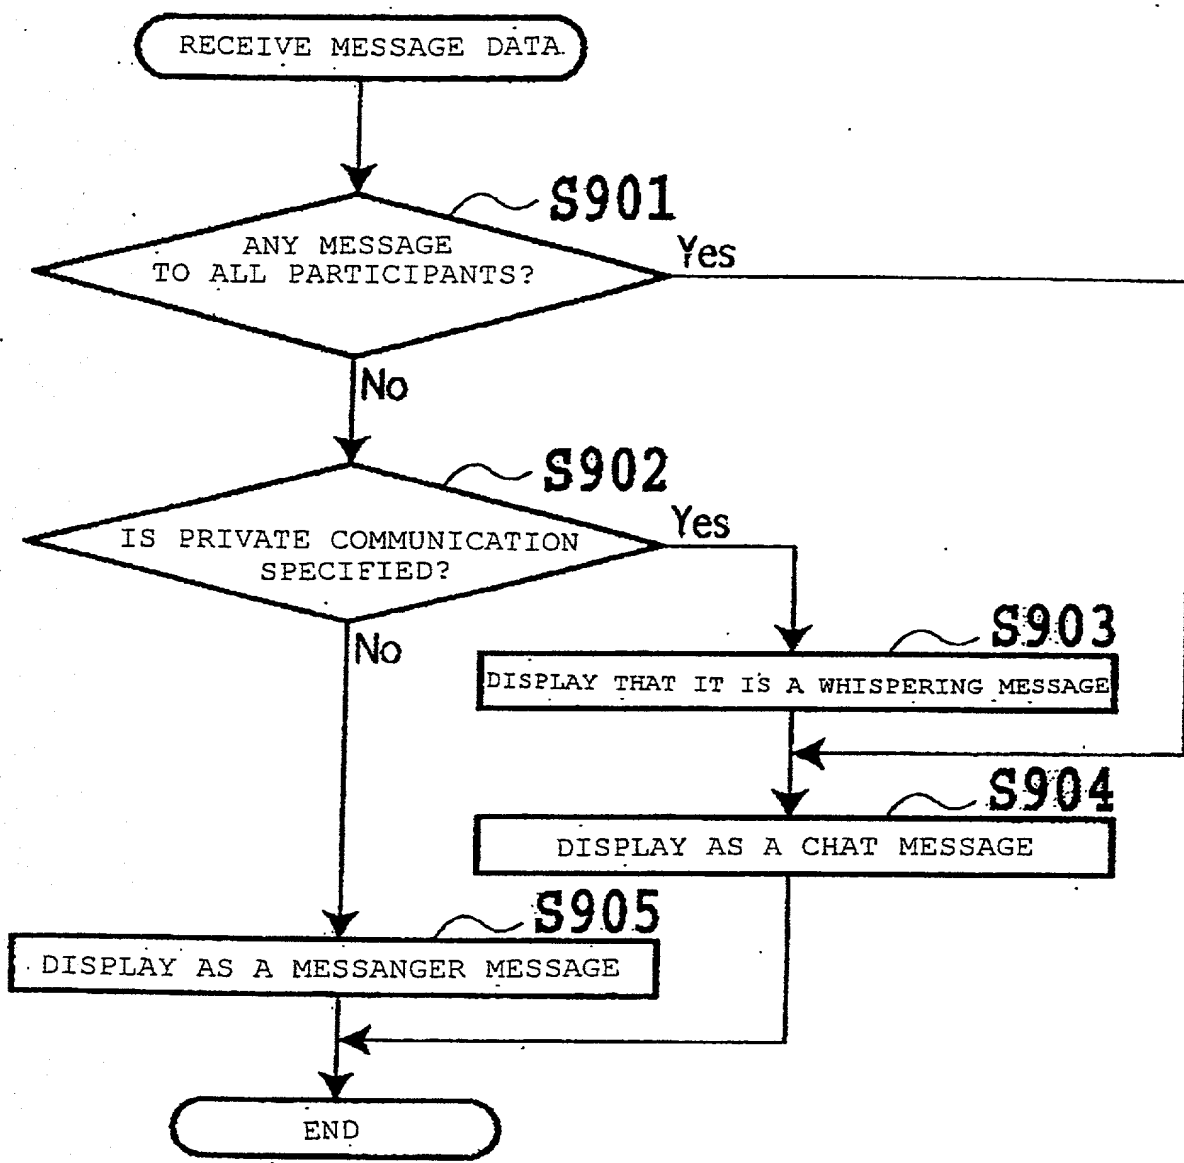 RECEIVE MESSAGE DATA
S901
ANY MESSAGE
TO ALL PARTICIPANTS?
Yes
No
S902
IS PRIVATE COMMUNICATION
SPECIFIED?
Yes
No
S903
DISPLAY THAT IT IS A WHISPERING MESSAGE
S904
DISPLAY AS A CHAT MESSAGE
S905
DISPLAY AS A MESSANGER MESSAGE
END